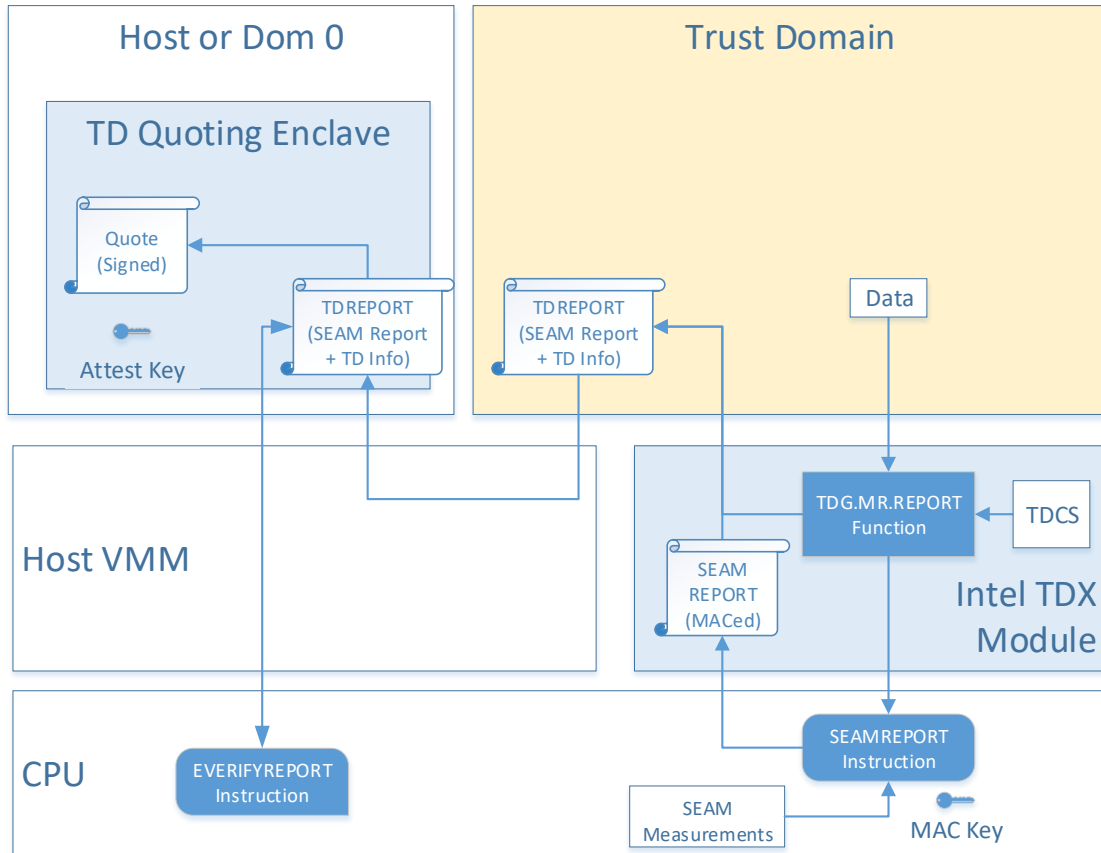 Host or Dom 0
Trust Domain
TD Quoting Enclave
Quote
(Signed)
Attest Key
TDREPORT
(SEAM Report
+ TD Info)
TDREPORT
(SEAM Report
+ TD Info)
Data
Host VMM
TDG.MR.REPORT
Function
TDCS
SEAM
REPORT
(MACed)
Intel TDX
Module
CPU
EVERIFYREPORT
Instruction
SEAMREPORT
Instruction
SEAM
Measurements
MAC Key